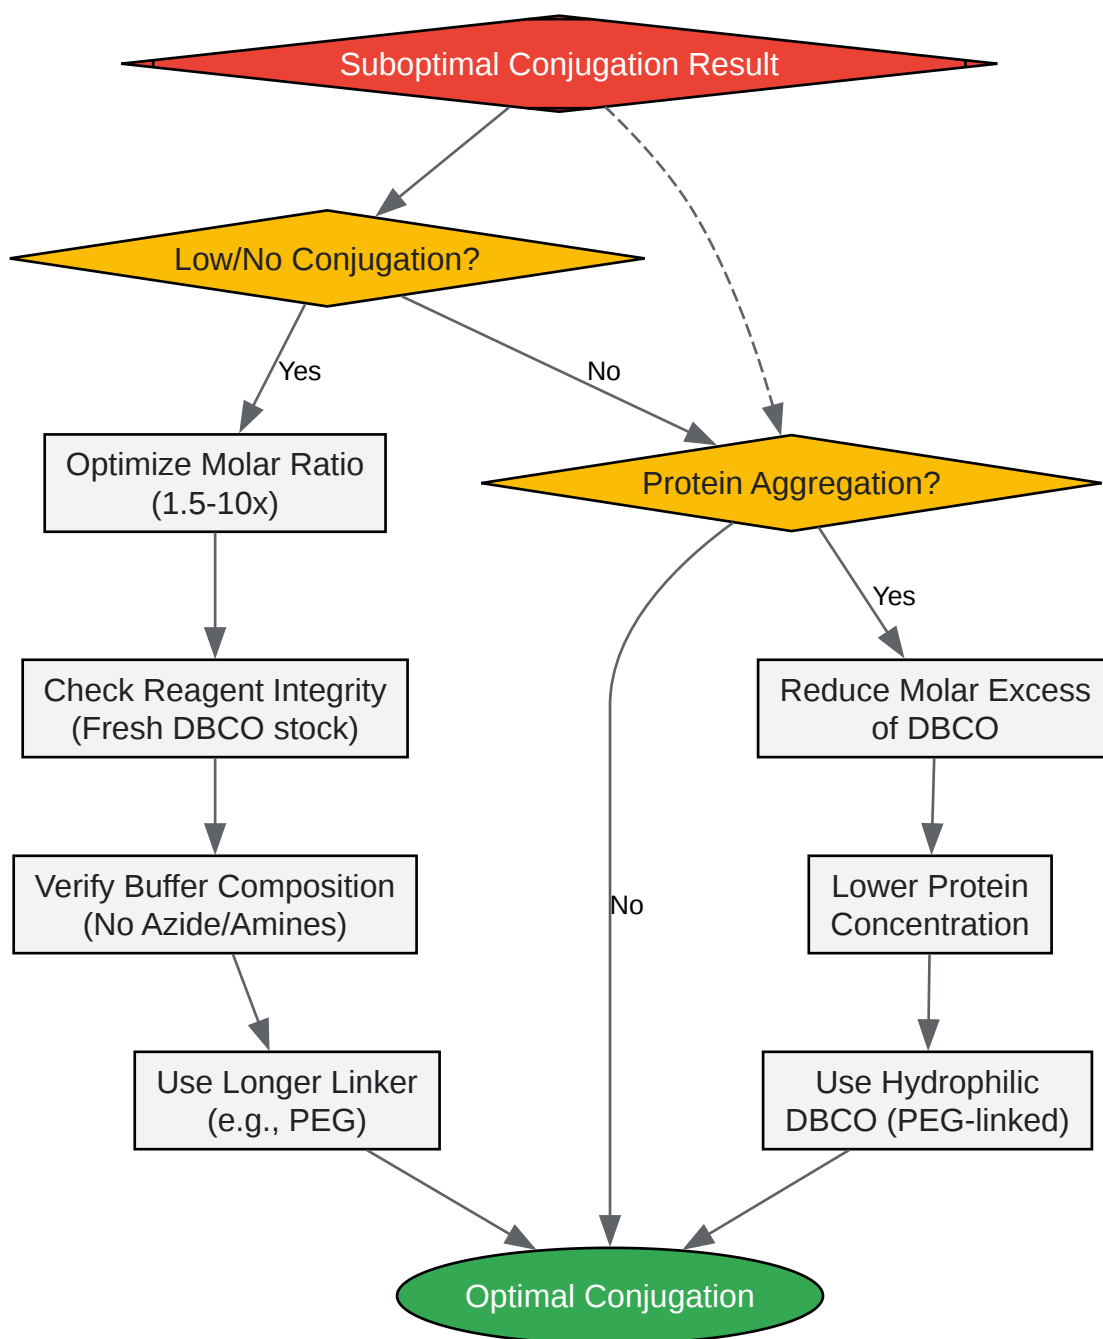 Suboptimal Conjugation Result
Low/No Conjugation?
Yes
No
Optimize Molar Ratio
(1.5-10x)
Protein Aggregation?
Yes
Check Reagent Integrity
(Fresh DBCO stock)
Reduce Molar Excess
of DBCO
Verify Buffer Composition
(No Azide/Amines)
No
Lower Protein
Concentration
Use Longer Linker
(e.g., PEG)
Use Hydrophilic
DBCO (PEG-linked)
Optimal Conjugation